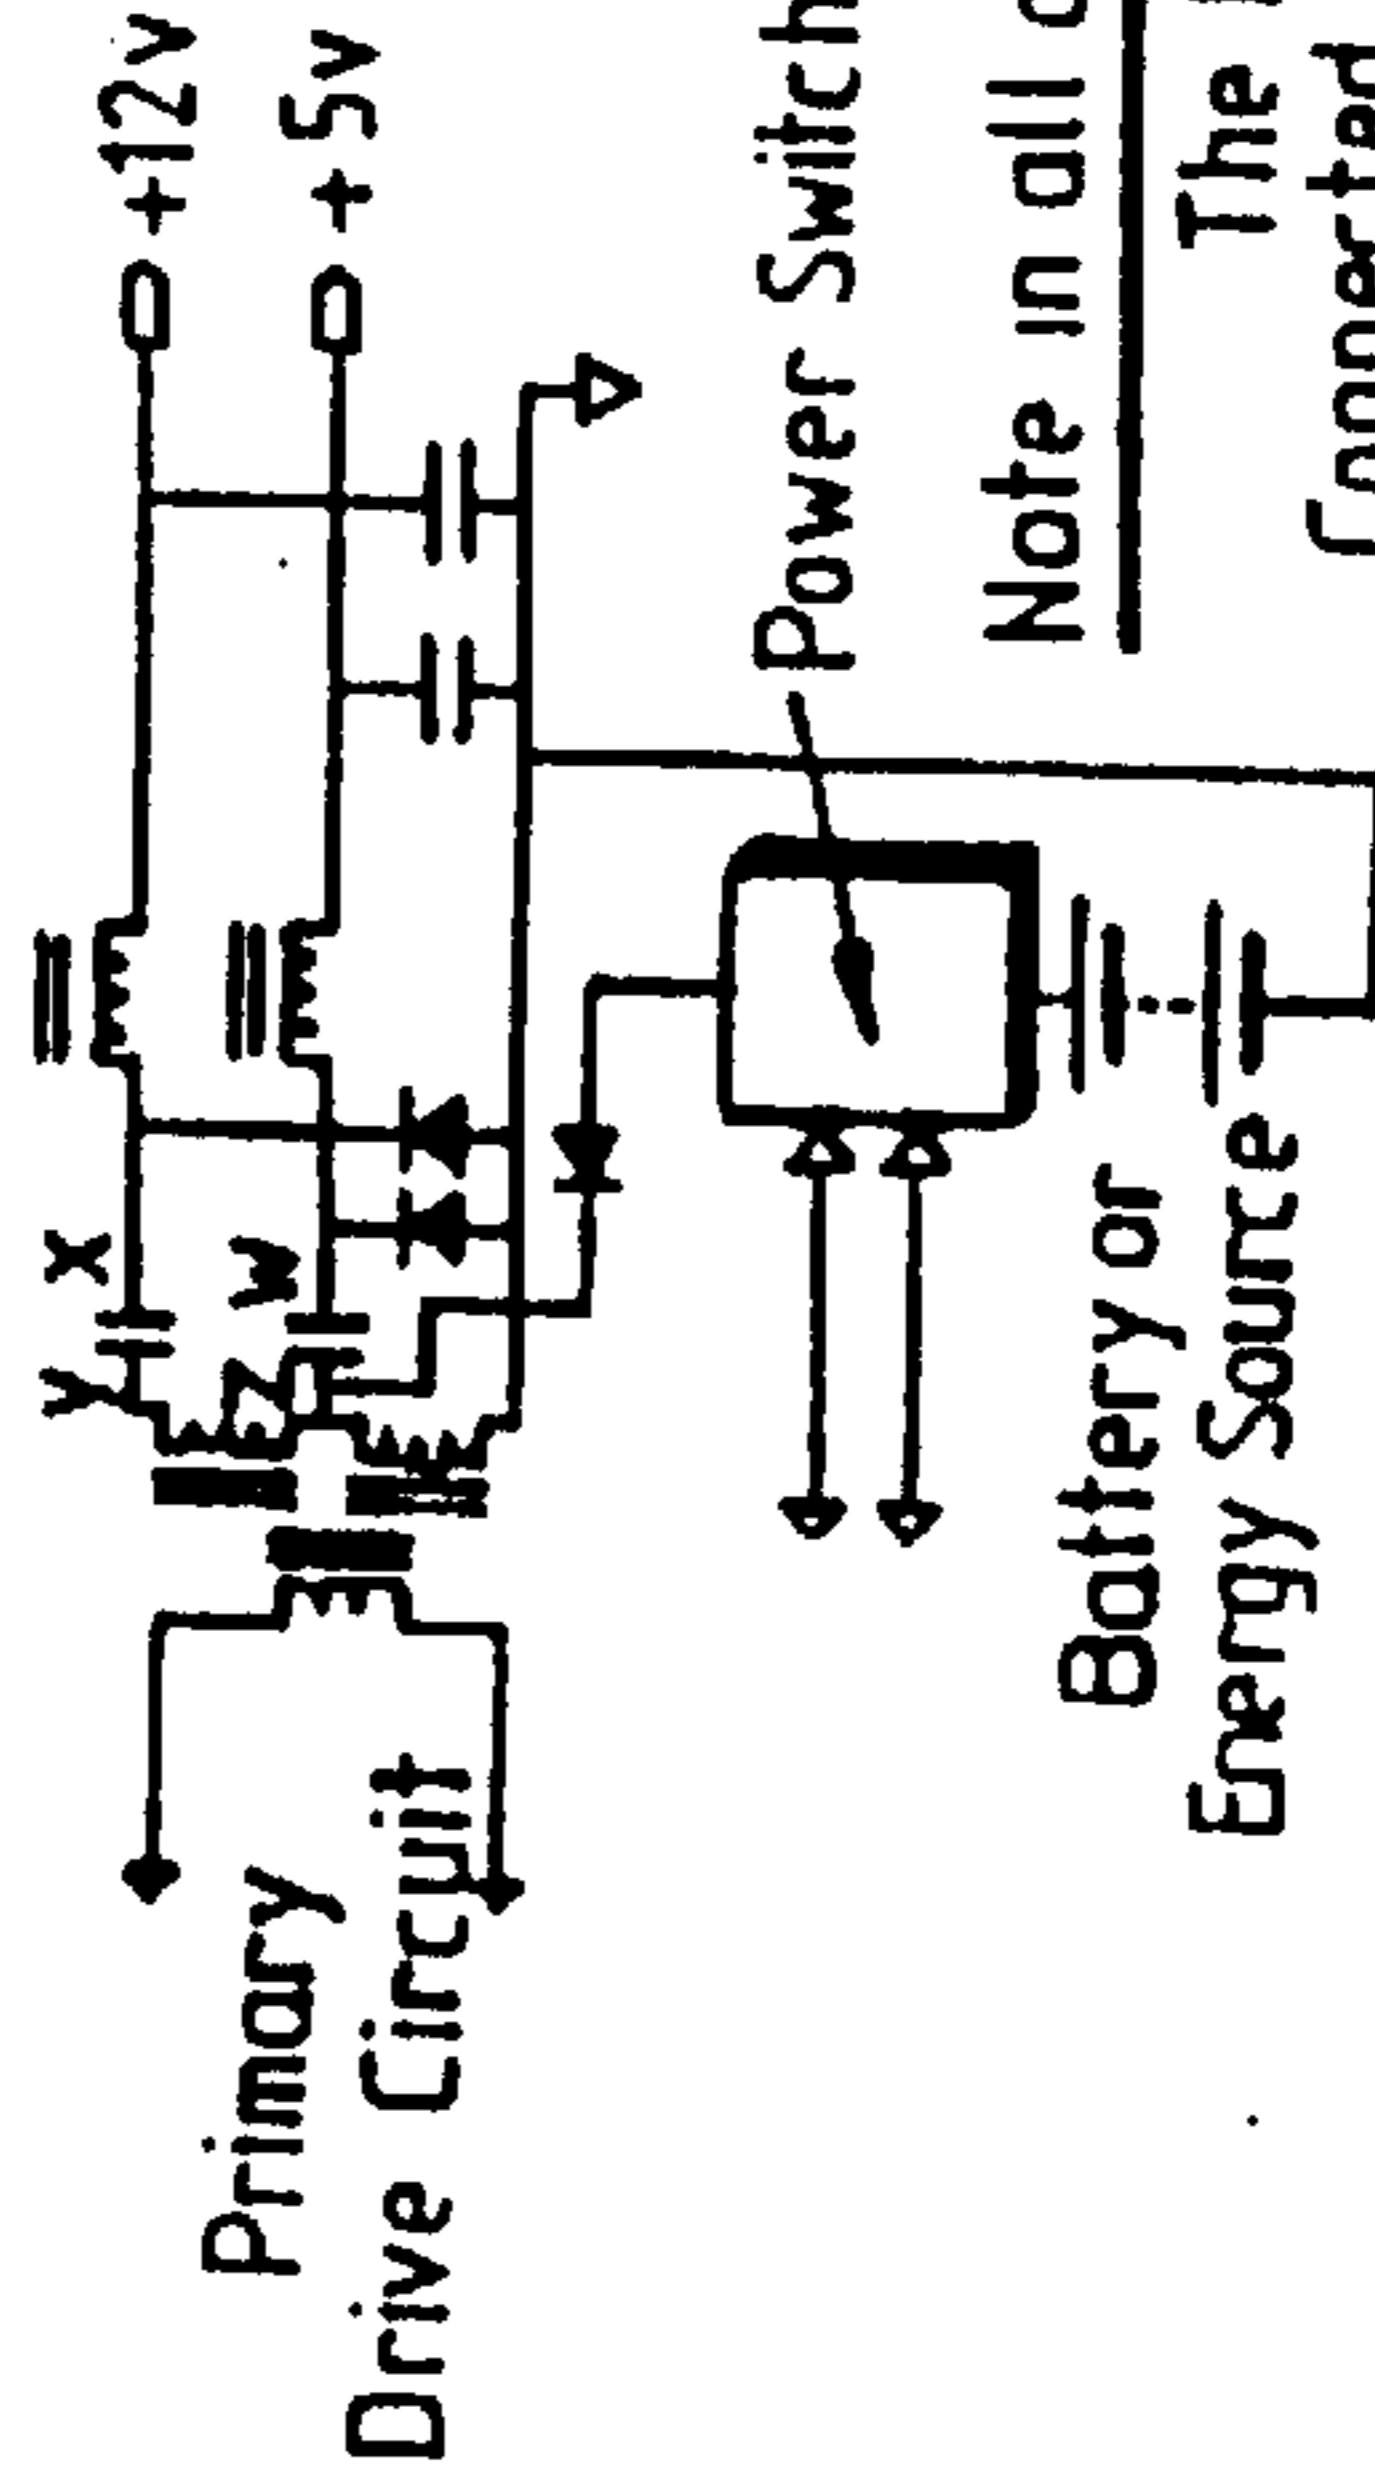 +12v
+5v
x
y
w
z
Primary
Drive Circuit
Power Switch
Battery or
Energy Source
Note in all
The